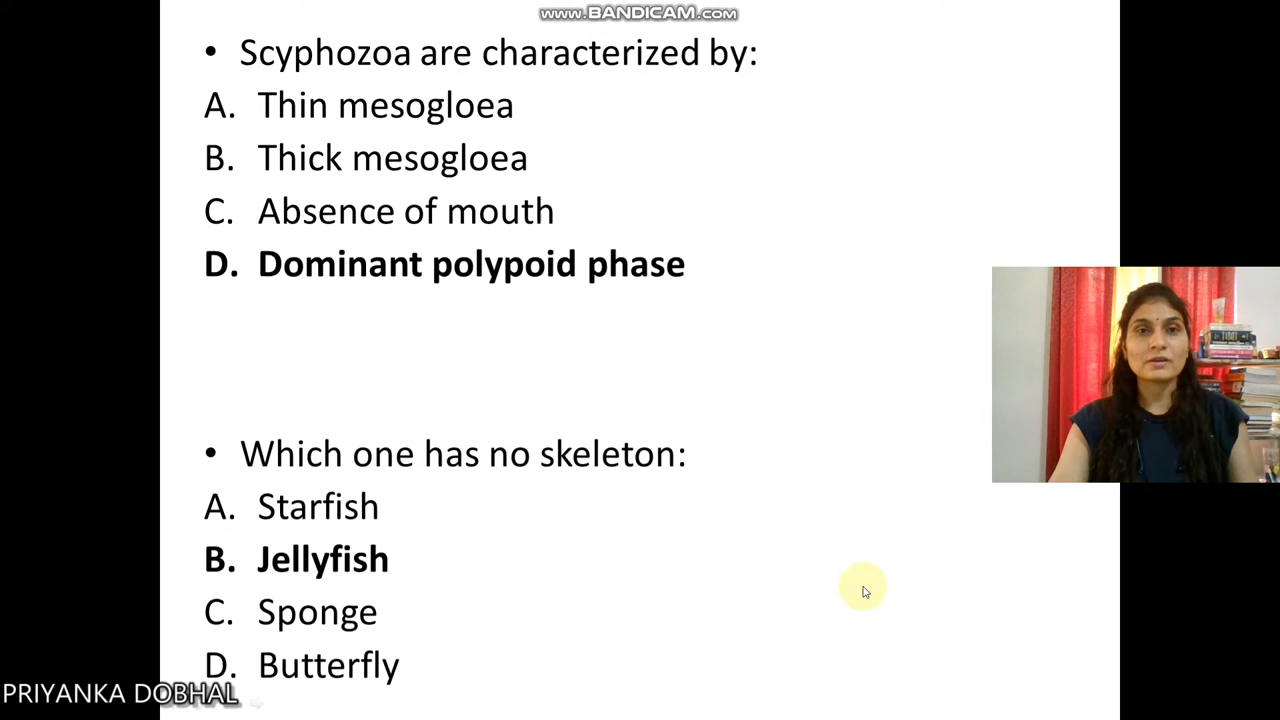 www.BANDICAM.com
• Scyphozoa are characterized by:
A. Thin mesogloea
B. Thick mesogloea
C. Absence of mouth
D. Dominant polypoid phase
• Which one has no skeleton:
A. Starfish
B. Jellyfish
C. Sponge
D. Butterfly
PRIYANKA DOBHAL